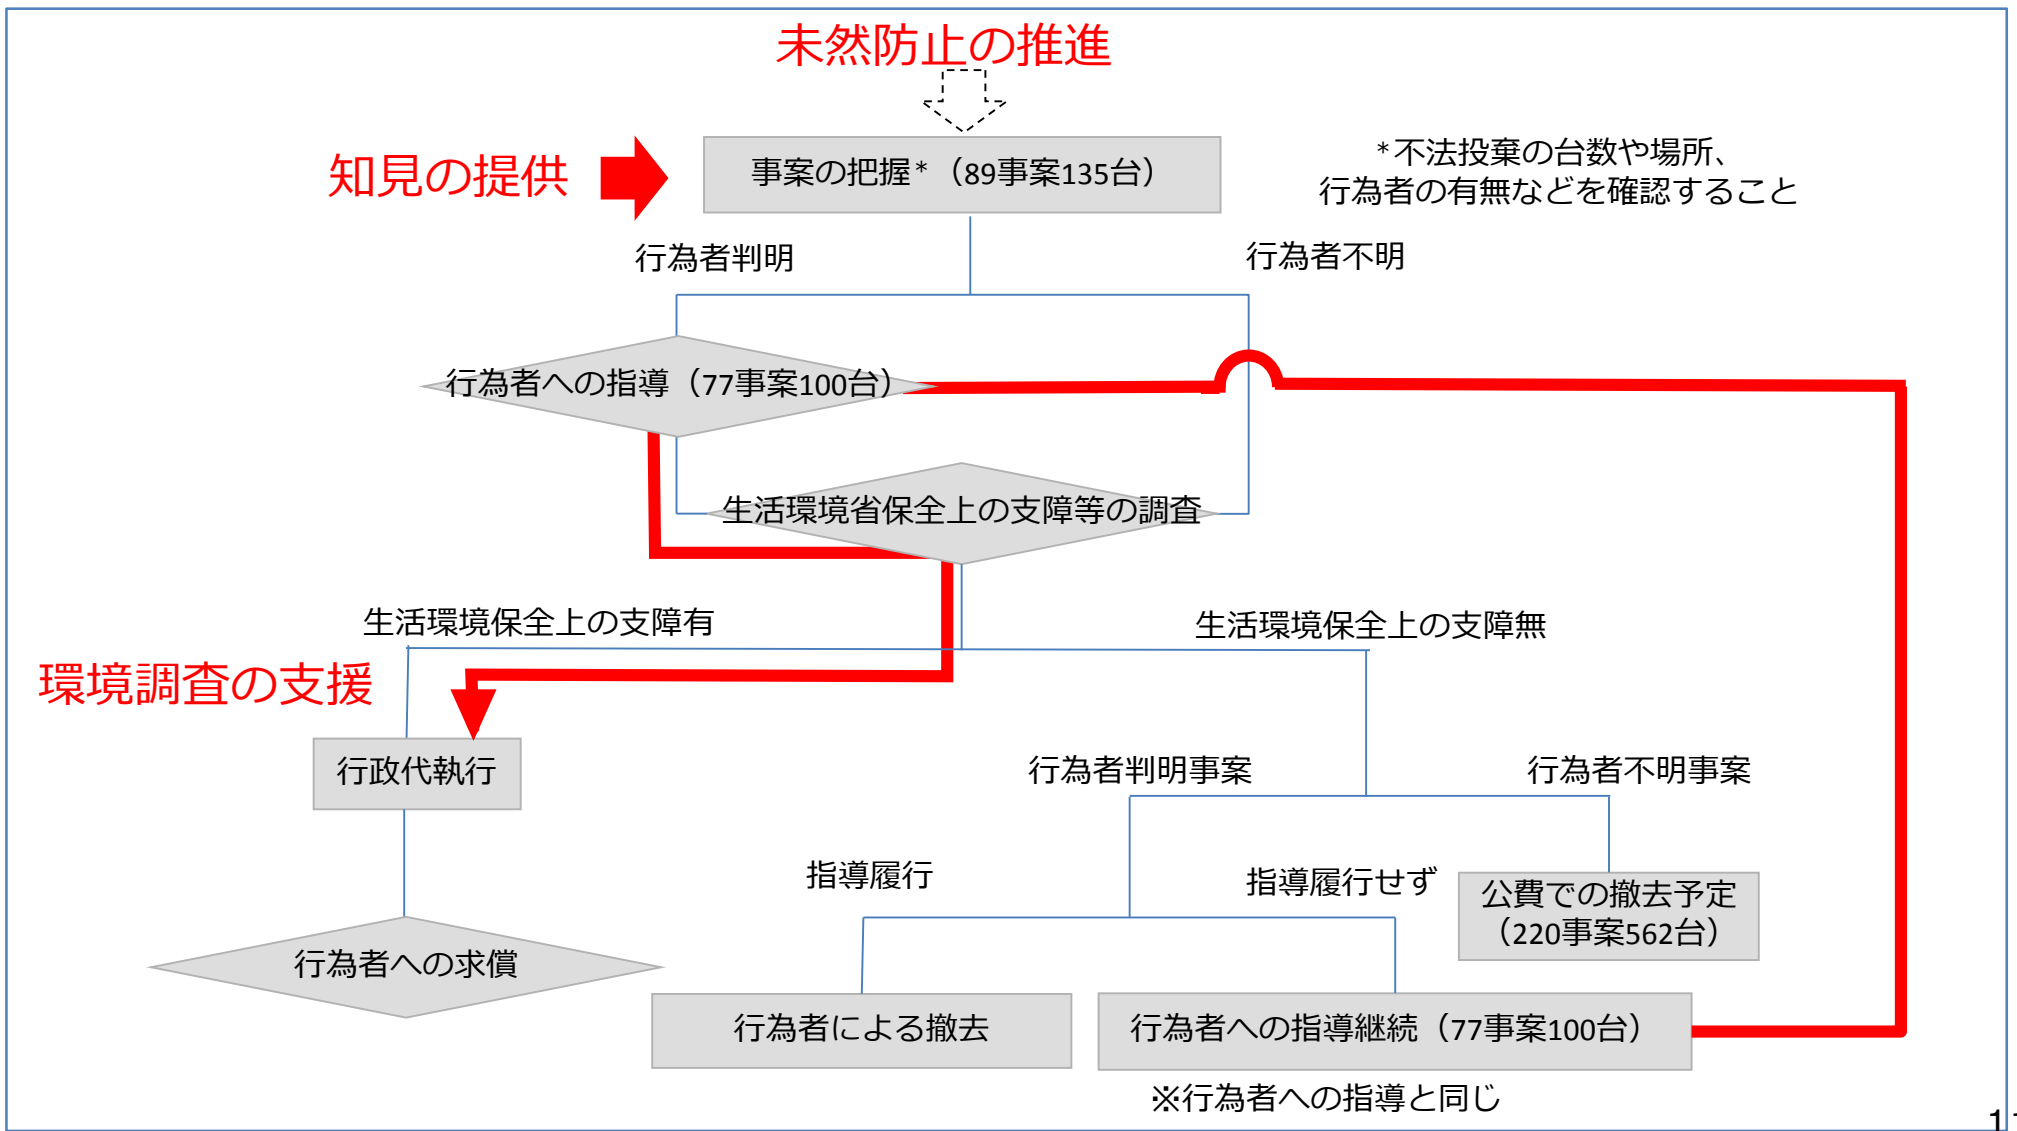 未然防止の推進
知見の提供
事案の把握*（89事案135台）
*不法投棄の台数や場所、
行為者の有無などを確認すること
行為者判明
行為者不明
行為者への指導（77事案100台）
生活環境省保全上の支障等の調査
生活環境保全上の支障有
生活環境保全上の支障無
環境調査の支援
行政代執行
行為者判明事案
行為者不明事案
指導履行
指導履行せず
公費での撤去予定
（220事案562台）
行為者への求償
行為者による撤去
行為者への指導継続（77事案100台）
※行為者への指導と同じ